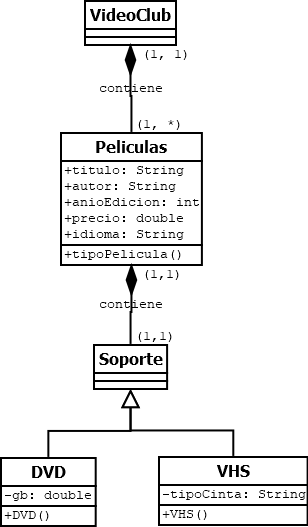 VideoClub
(1, 1)
contiene
(1, *)
Peliculas
+titulo: String
+autor: String
+anioEdicion: int
+precio: double
+idioma: String
+tipoPelicula()
(1,1)
contiene
(1,1)
Soporte
DVD
-gb: double
+DVD()
VHS
-tipoCinta: String
+VHS()